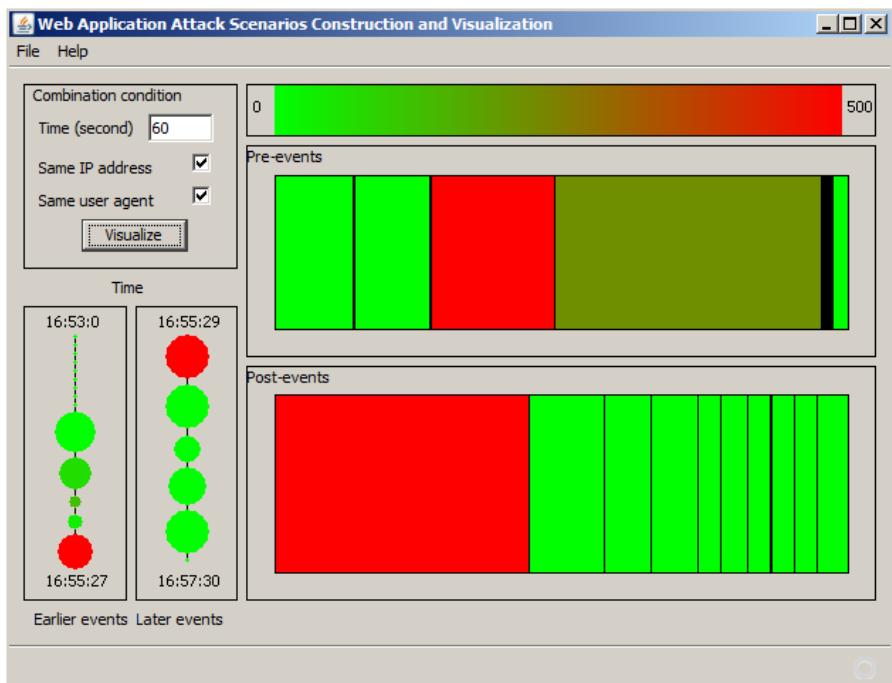 Web Application Attack Scenarios Construction and Visualization
File Help
Combination condition
Time (second) 60
Same IP address
Same user agent
Visualize
0 500
Pre-events
Time
16:53:0 16:55:29
Post-events
16:55:27 16:57:30
Earlier events Later events